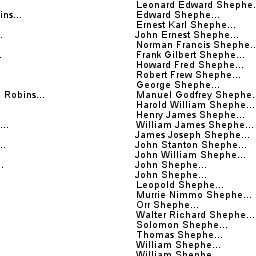 Leonard Edward Shephe..
ins... Edward Shephe...
Ernest Karl Shephe...
. John Ernest Shephe...
Norman Francis Shephe..
. Frank Gilbert Shephe...
Howard Fred Shephe...
Robert Frew Shephe...
George Shephe...
Robins... Manuel Godfrey Shephe.
Harold William Shephe...
Henry James Shephe...
... William James Shephe...
James Joseph Shephe...
.. John Stanton Shephe...
John William Shephe...
.. John Shephe...
John Shephe...
Leopold Shephe...
Murrie Nimmo Shephe...
Orr Shephe...
Walter Richard Shephe...
Solomon Shephe...
Thomas Shephe...
William Shephe...
William Shephe